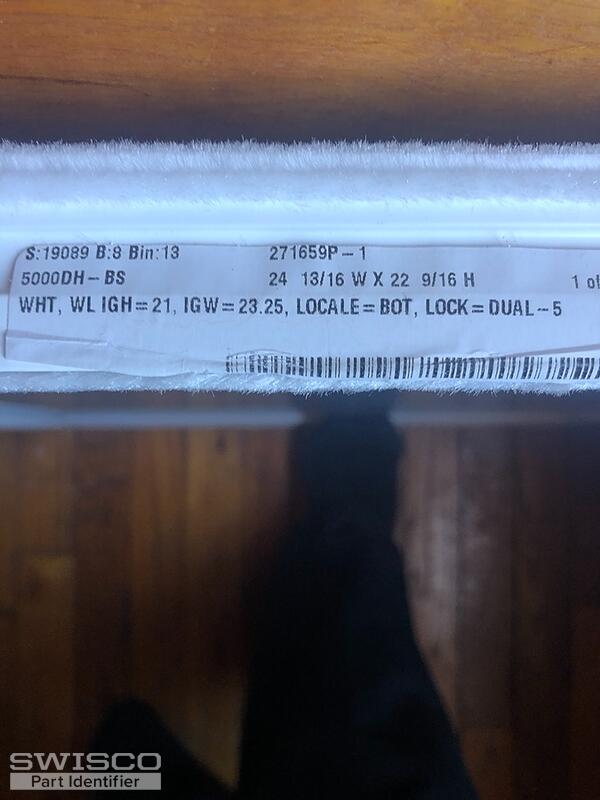 S:19089 B:8 Bin:13 271659P-1
5000DH-BS 24 13/16 W X 22 9/16 H 1 of
WHT, WL IGH=21, IGW=23.25, LOCALE=BOT, LOCK=DUAL-5
SWISCO
Part Identifier